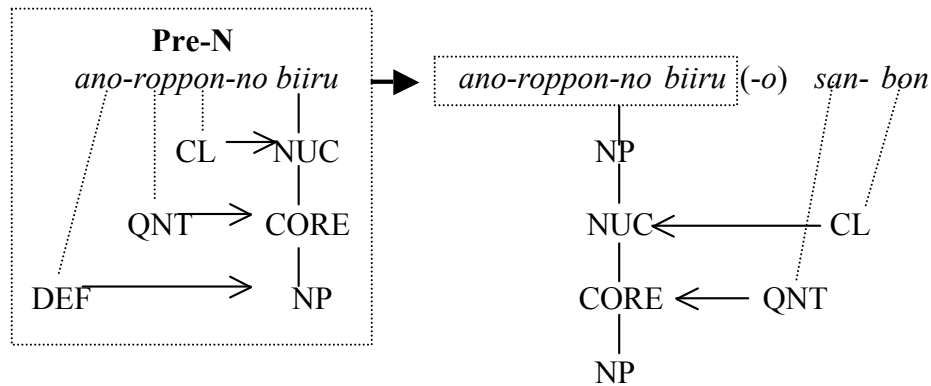 Pre-N
ano-roppon-no biiru
ano-roppon-no biiru (-o) san- bon
CL NUC
NP
QNT CORE
NUC CL
DEF NP
CORE QNT
NP